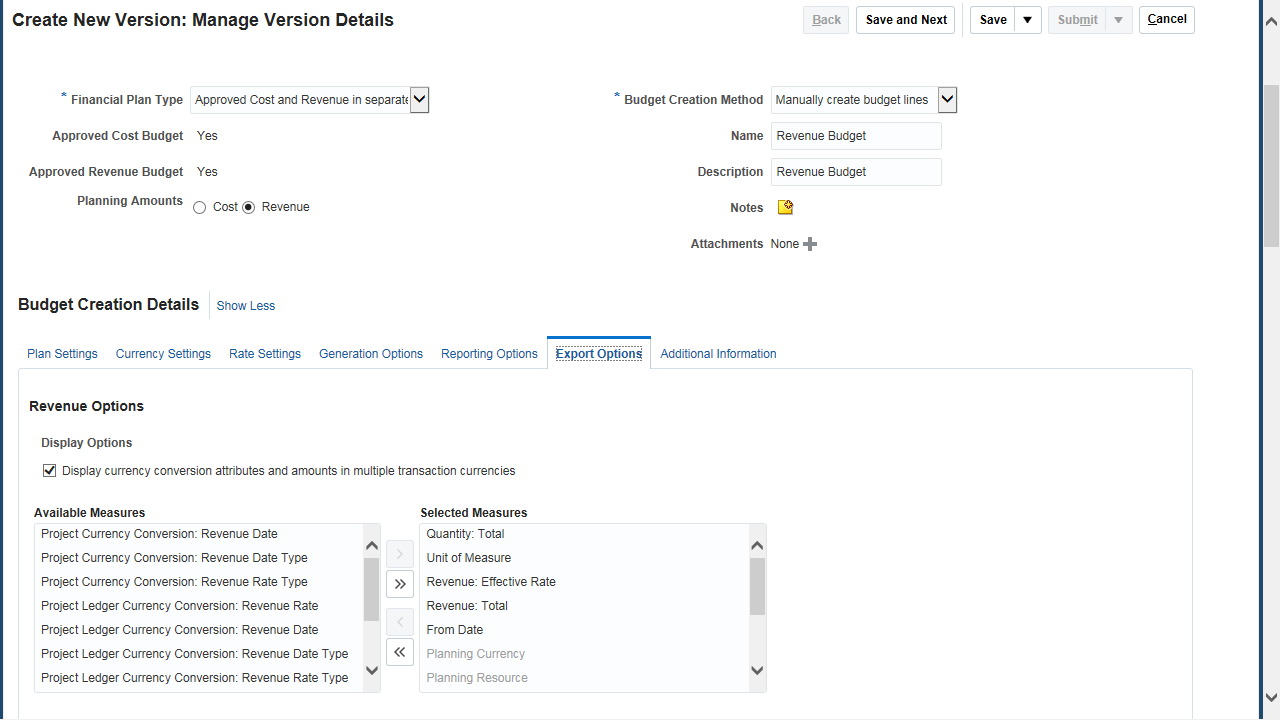 Create New Version: Manage Version Details
Back
Save and Next
Save
Submit
Cancel
* Financial Plan Type
Approved Cost and Revenue in separate
* Budget Creation Method
Manually create budget lines
Approved Cost Budget
Yes
Name
Revenue Budget
Approved Revenue Budget
Yes
Description
Revenue Budget
Planning Amounts
Cost
Revenue
Notes
Attachments
None
Budget Creation Details
Show Less
Plan Settings
Currency Settings
Rate Settings
Generation Options
Reporting Options
Export Options
Additional Information
Revenue Options
Display Options
Display currency conversion attributes and amounts in multiple transaction currencies
Available Measures
Project Currency Conversion: Revenue Date
Project Currency Conversion: Revenue Date Type
Project Currency Conversion: Revenue Rate Type
Project Ledger Currency Conversion: Revenue Rate
Project Ledger Currency Conversion: Revenue Date
Project Ledger Currency Conversion: Revenue Date Type
Project Ledger Currency Conversion: Revenue Rate Type
Selected Measures
Quantity: Total
Unit of Measure
Revenue: Effective Rate
Revenue: Total
From Date
Planning Currency
Planning Resource